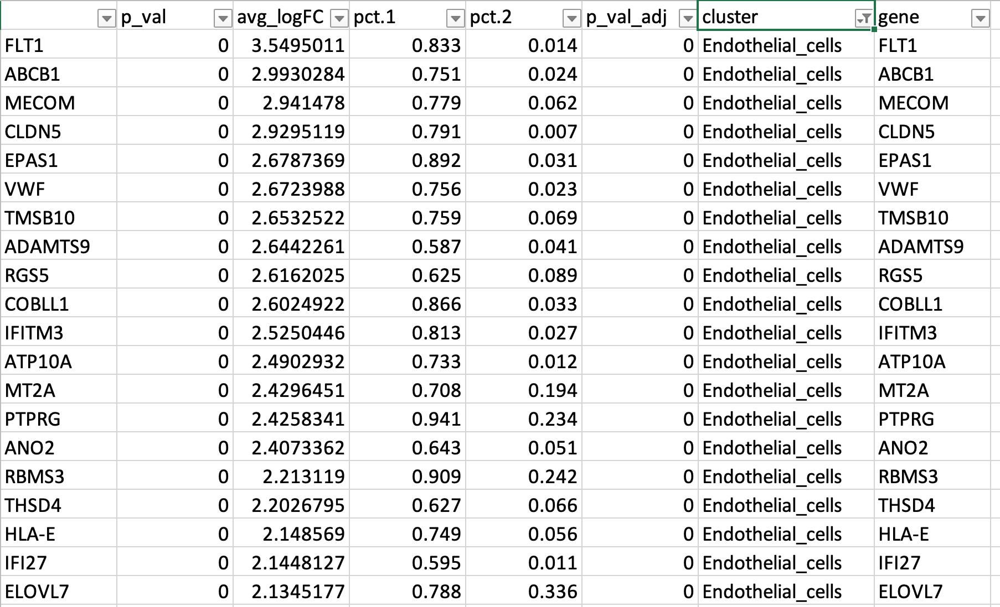 p_val avg_logFC pct.1 pct.2 p_val_adj cluster gene
FLT1 0 3.5495011 0.833 0.014 0 Endothelial_cells FLT1
ABCB1 0 2.9930284 0.751 0.024 0 Endothelial_cells ABCB1
MECOM 0 2.941478 0.779 0.062 0 Endothelial_cells MECOM
CLDN5 0 2.9295119 0.791 0.007 0 Endothelial_cells CLDN5
EPAS1 0 2.6787369 0.892 0.031 0 Endothelial_cells EPAS1
VWF 0 2.6723988 0.756 0.023 0 Endothelial_cells VWF
TMSB10 0 2.6532522 0.759 0.069 0 Endothelial_cells TMSB10
ADAMTS9 0 2.6442261 0.587 0.041 0 Endothelial_cells ADAMTS9
RGS5 0 2.6162025 0.625 0.089 0 Endothelial_cells RGS5
COBLL1 0 2.6024922 0.866 0.033 0 Endothelial_cells COBLL1
IFITM3 0 2.5250446 0.813 0.027 0 Endothelial_cells IFITM3
ATP10A 0 2.4902932 0.733 0.012 0 Endothelial_cells ATP10A
MT2A 0 2.4296451 0.708 0.194 0 Endothelial_cells MT2A
PTPRG 0 2.4258341 0.941 0.234 0 Endothelial_cells PTPRG
ANO2 0 2.4073362 0.643 0.051 0 Endothelial_cells ANO2
RBMS3 0 2.213119 0.909 0.242 0 Endothelial_cells RBMS3
THSD4 0 2.2026795 0.627 0.066 0 Endothelial_cells THSD4
HLA-E 0 2.148569 0.749 0.056 0 Endothelial_cells HLA-E
IFI27 0 2.1448127 0.595 0.011 0 Endothelial_cells IFI27
ELOVL7 0 2.1345177 0.788 0.336 0 Endothelial_cells ELOVL7